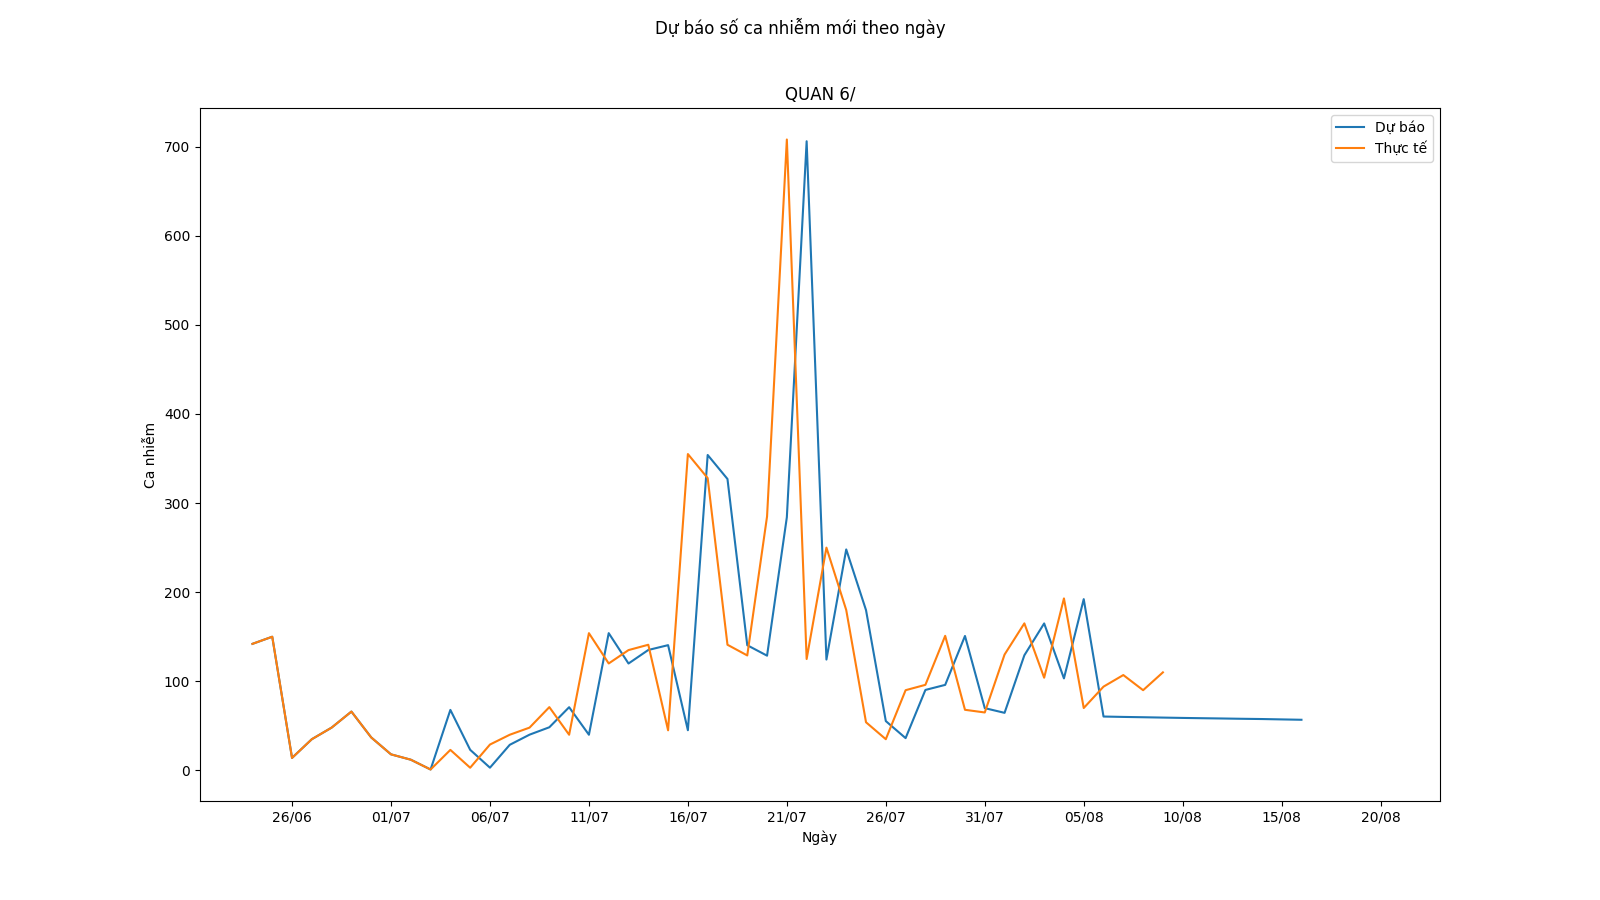 Dự báo số ca nhiễm mới theo ngày
QUAN 6/
Dự báo
Thực tế
700
600
500
400
300
200
100
0
Ca nhiễm
26/06 01/07 06/07 11/07 16/07 21/07 26/07 31/07 05/08 10/08 15/08 20/08
Ngày